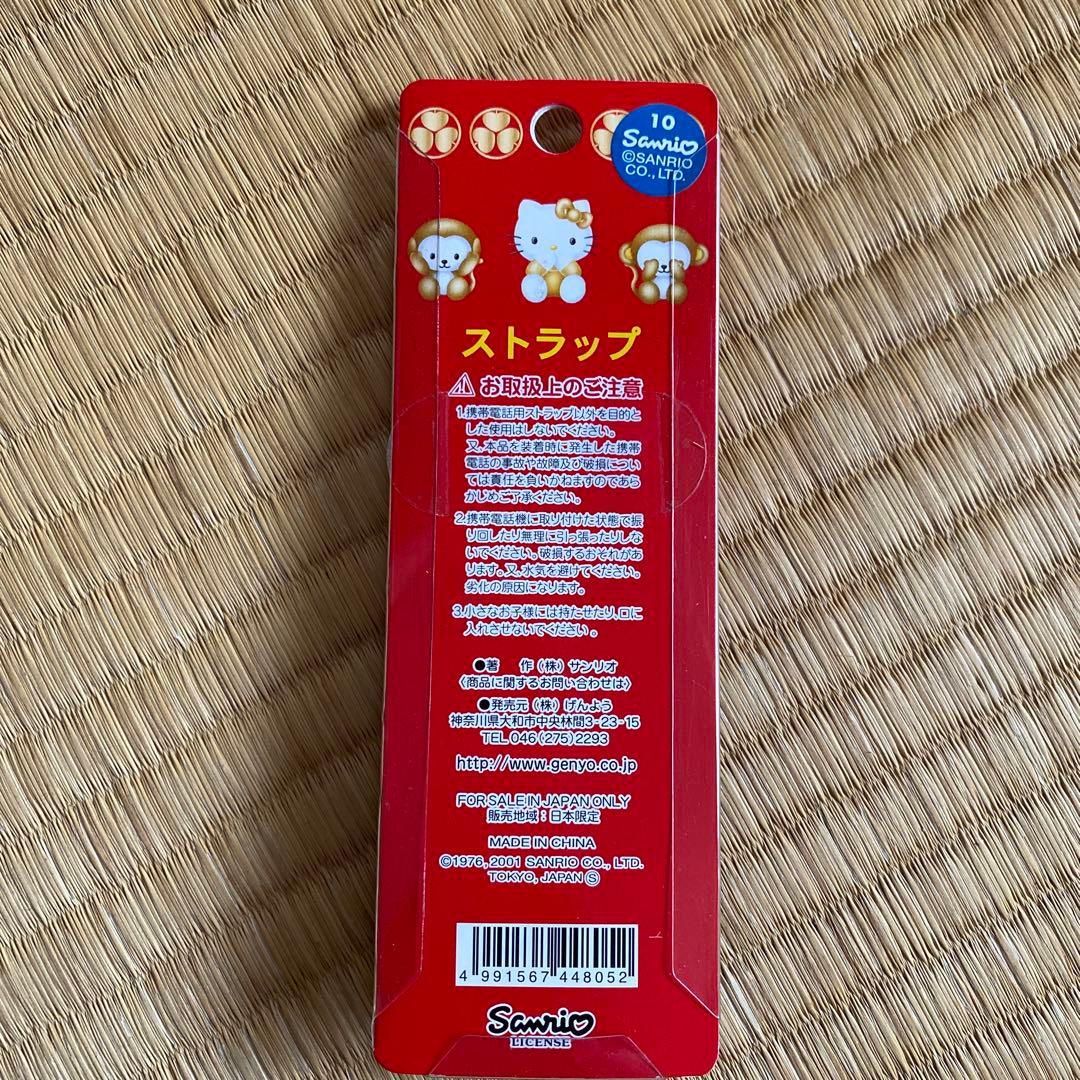 10
Sanrio
©SANRIO
CO., LTD.
ストラップ
お取扱上のご注意
1.携帯電話用ストラップ以外を目的と
した使用はしないでください。
又、本品を装着時に発生した携帯
電話の事故や故障及び破損につい
ては責任を負いかねますのであら
かじめご了承ください。
2.携帯電話機に取り付けた状態で振
り回したり無理に引っ張ったりしな
いでください。破損するおそれがあ
ります。又、水気を避けてください。
劣化の原因になります。
3.小さなお子様には持たせたり、口に
入れさせないでください。
●著 作(株)サンリオ
〈商品に関するお問い合わせは〉
●発売元(株)げんよう
神奈川県大和市中央林間3-23-15
TEL 046(275)2293
http://www.genyo.co.jp
FOR SALE IN JAPAN ONLY
販売地域:日本限定
MADE IN CHINA
©1976, 2001 SANRIO CO., LTD.
TOKYO, JAPAN Ⓢ
4 991567 448052
Sanrio
LICENSE